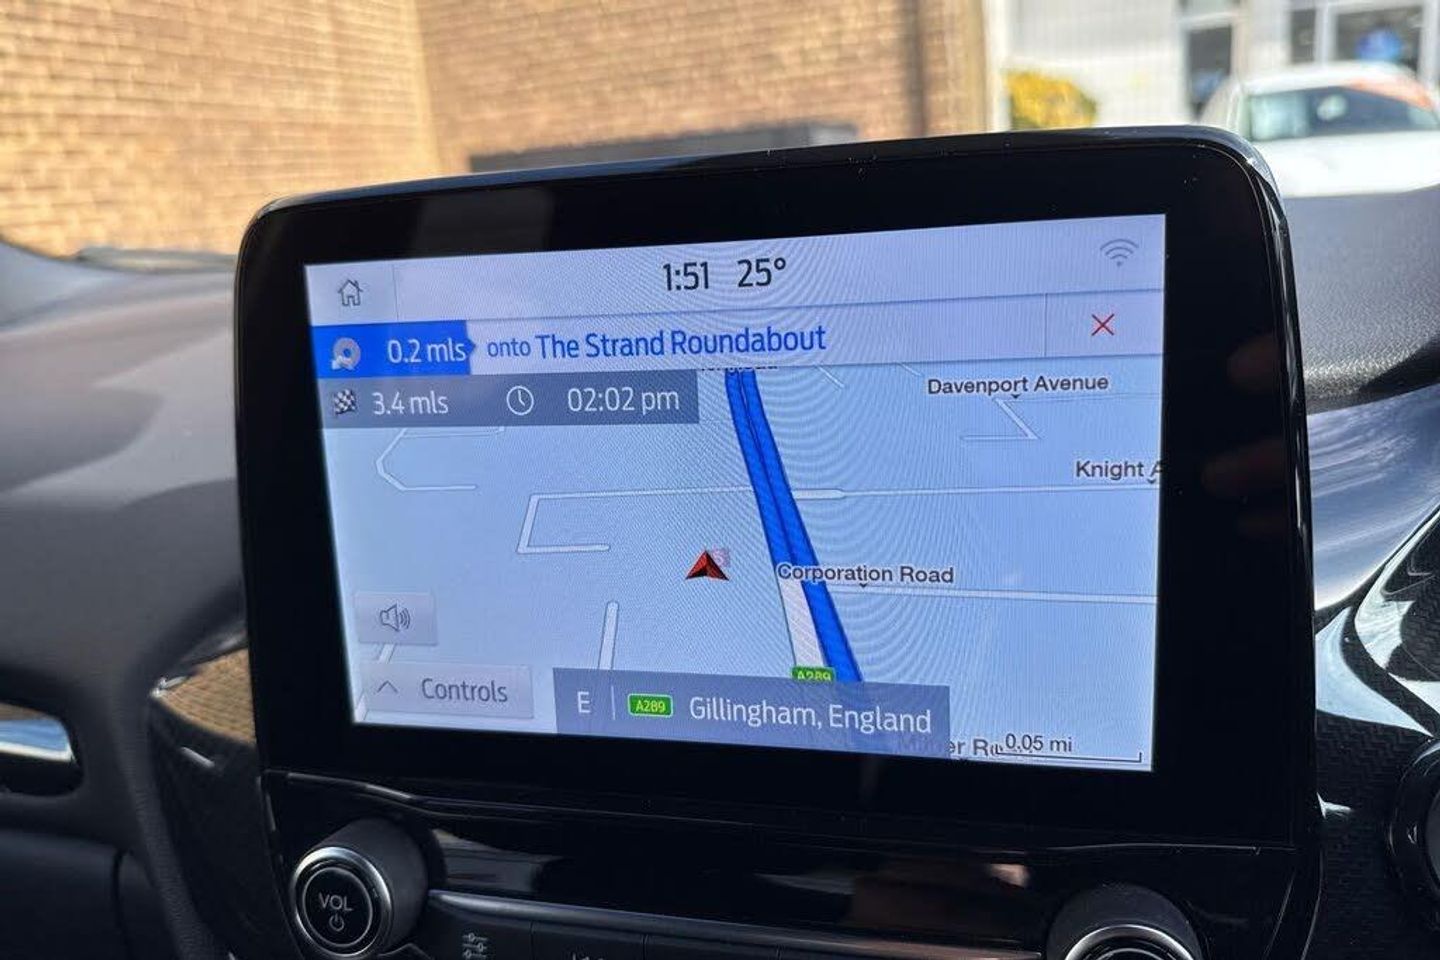 1:51 25°
0.2 mls onto The Strand Roundabout
3.4 mls 02:02 pm
Davenport Avenue
Knight A
Corporation Road
A289
Controls
E A289 Gillingham, England
0.05 mi
VOL